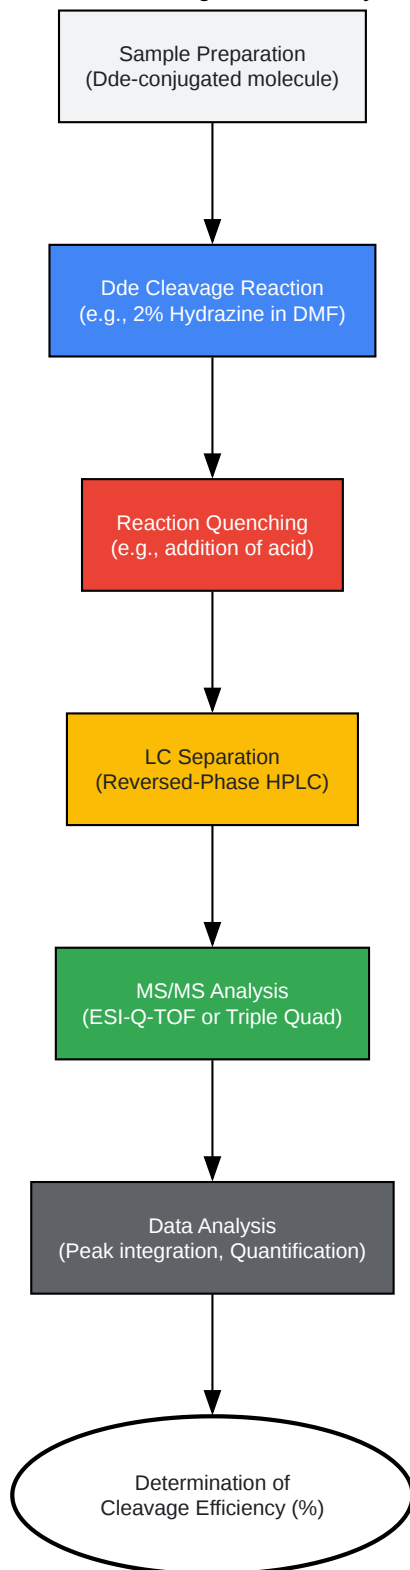 Sample Preparation
(Dde-conjugated molecule)
Dde Cleavage Reaction
(e.g., 2% Hydrazine in DMF)
Reaction Quenching
(e.g., addition of acid)
LC Separation
(Reversed-Phase HPLC)
MS/MS Analysis
(ESI-Q-TOF or Triple Quad)
Data Analysis
(Peak integration, Quantification)
Determination of
Cleavage Efficiency (%)